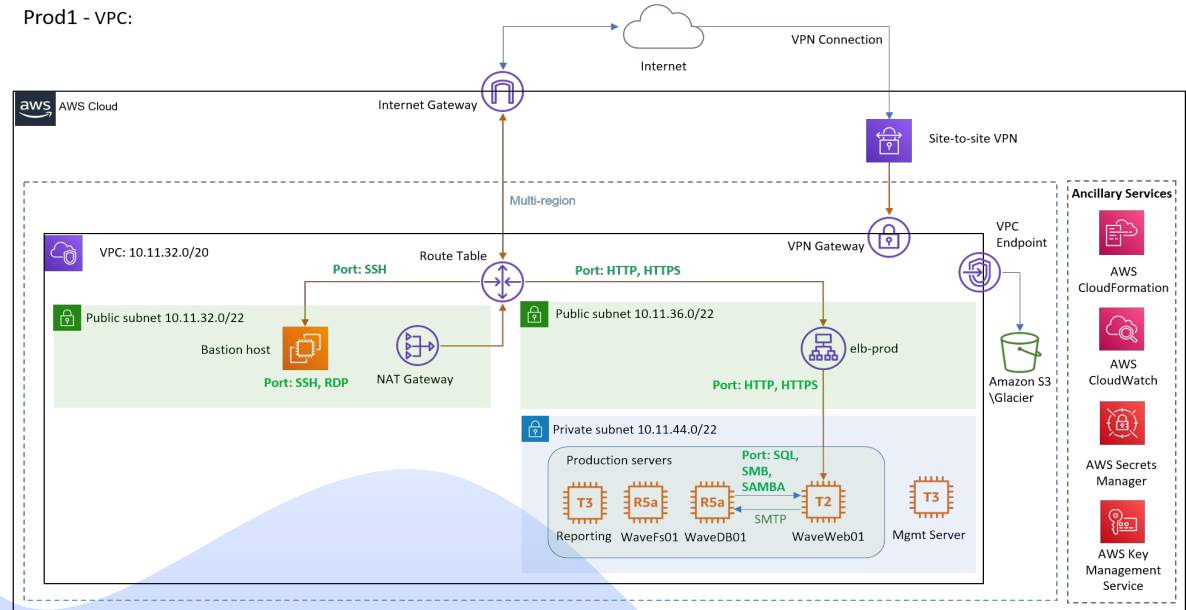 Prod1 - VPC:
VPN Connection
Internet
aws
AWS Cloud
Internet Gateway
Site-to-site VPN
Multi-region
Ancillary Services
VPC: 10.11.32.0/20
Route Table
VPN Gateway
VPC
Endpoint
Port: SSH
Port: HTTP, HTTPS
AWS
CloudFormation
Public subnet 10.11.32.0/22
Public subnet 10.11.36.0/22
Bastion host
NAT Gateway
elb-prod
Port: SSH, RDP
Port: HTTP, HTTPS
Amazon S3
\Glacier
AWS
CloudWatch
Private subnet 10.11.44.0/22
Production servers
Port: SQL,
SMB,
SAMBA
AWS Secrets
Manager
T3
R5a
R5a
T2
T3
SMTP
Reporting
WaveFs01
WaveDB01
WaveWeb01
Mgmt Server
AWS Key
Management
Service